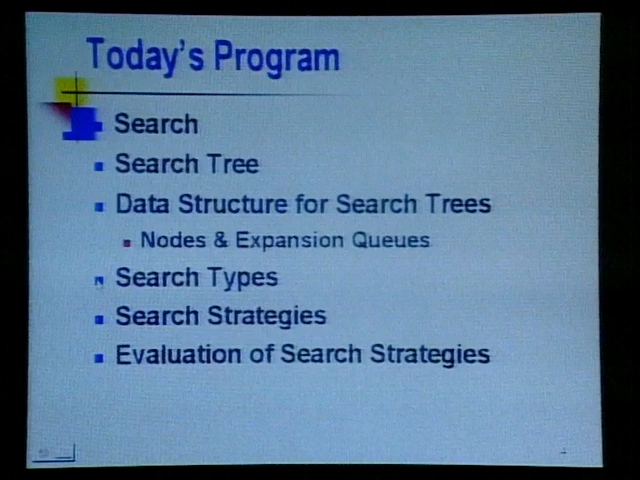 Today's Program
Search
Search Tree
Data Structure for Search Trees
Nodes & Expansion Queues
Search Types
Search Strategies
Evaluation of Search Strategies